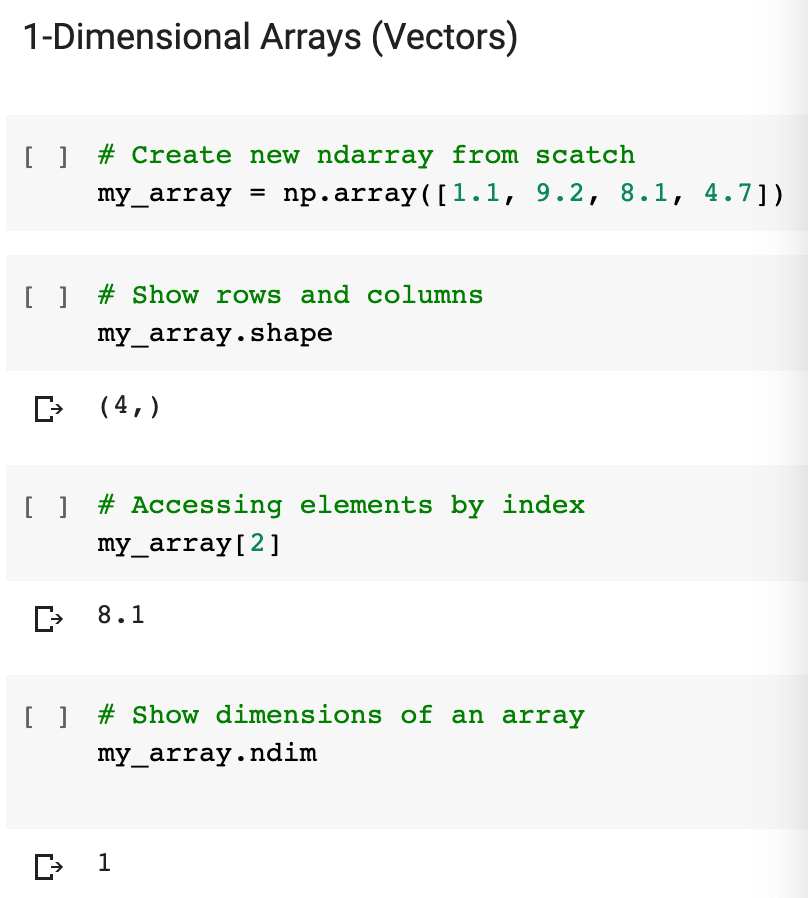 1-Dimensional Arrays (Vectors)
[ ] # Create new ndarray from scatch
my_array = np.array([1.1, 9.2, 8.1, 4.7])
[ ] # Show rows and columns
my_array.shape
(4,)
[ ] # Accessing elements by index
my_array[2]
8.1
[ ] # Show dimensions of an array
my_array.ndim
1